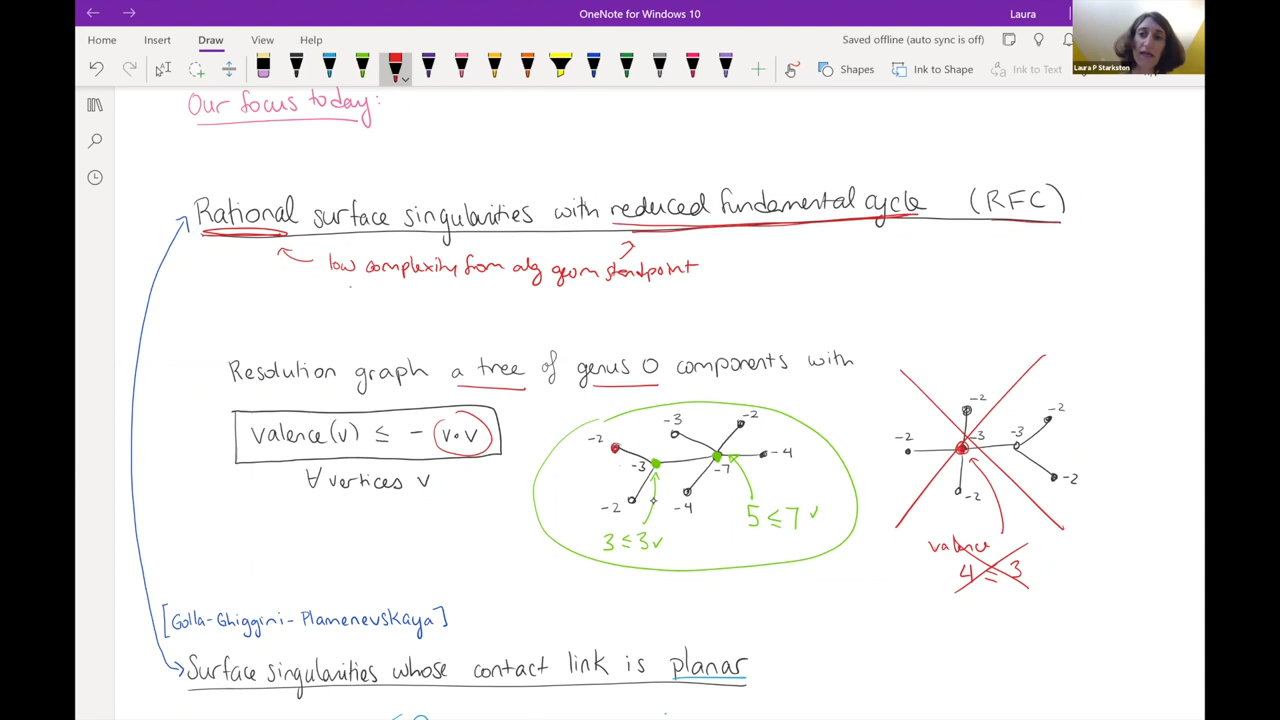 OneNote for Windows 10
Laura
Home Insert Draw View Help
Saved offline (auto sync is off)
Shapes
Ink to Shape
Ink to Text
Laura P Starkston
Our focus today:
Rational surface singularities with reduced fundamental cycle (RFC)
low complexity from alg geom standpoint
Resolution graph a tree of genus 0 components with
valence(v) ≤ - v•v
∀ vertices v
-2
-3
-2
-3
-4
-7
-2
-4
3 ≤ 3 ✓
5 ≤ 7 ✓
-2
-2
-3
-3
-2
-2
-2
valence
4 ≤ 3
[Golla-Ghiggini-Plamenevskaya]
Surface singularities whose contact link is planar